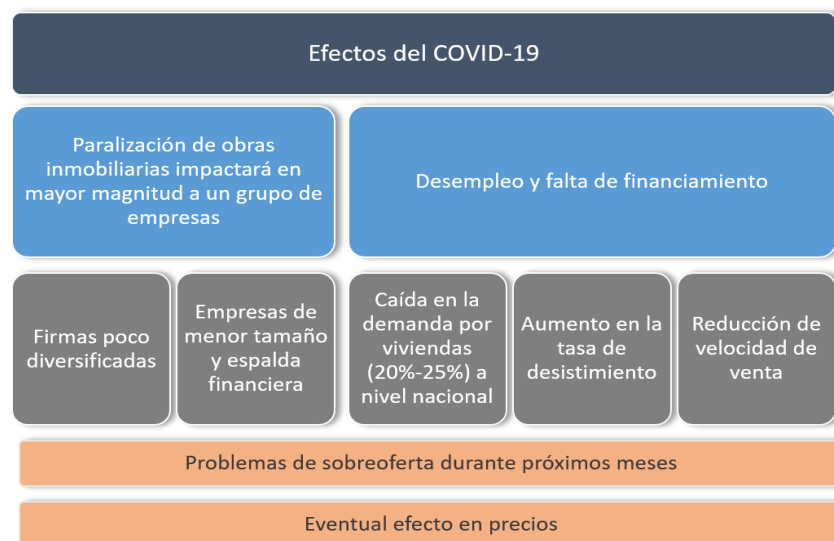 Efectos del COVID-19
Paralización de obras
inmobiliarias impactará en
mayor magnitud a un grupo de
empresas
Desempleo y falta de financiamiento
Firmas poco
diversificadas
Empresas de
menor tamaño
y espalda
financiera
Caída en la
demanda por
viviendas
(20%-25%) a
nivel nacional
Aumento en la
tasa de
desistimiento
Reducción de
velocidad de
venta
Problemas de sobreoferta durante próximos meses
Eventual efecto en precios